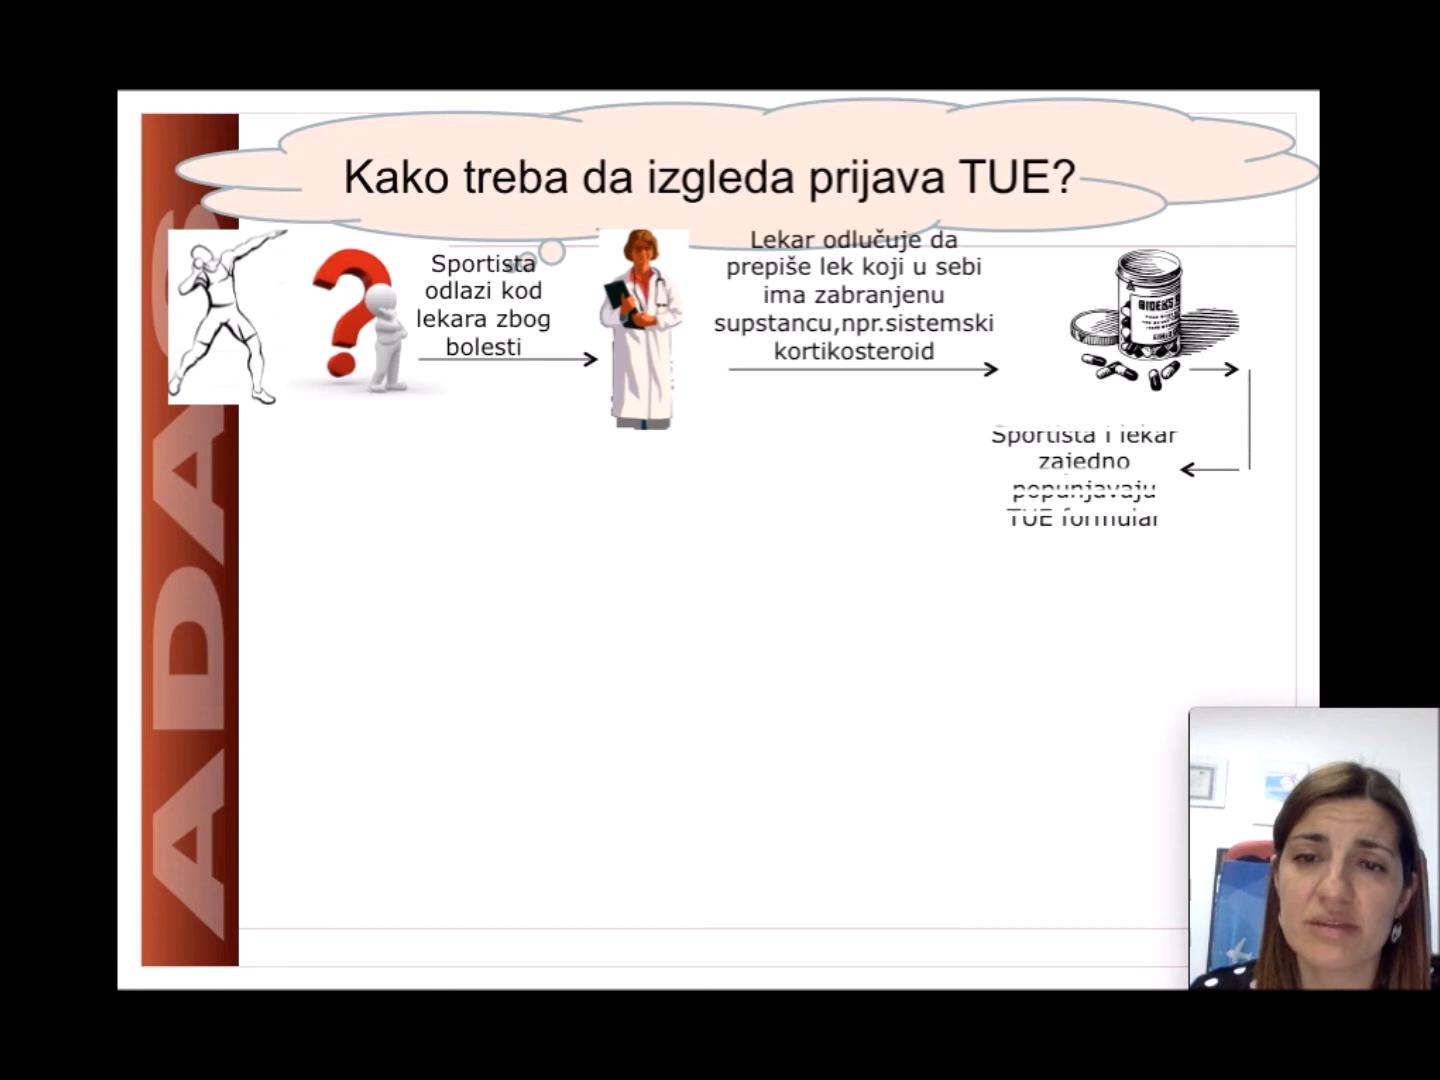 Kako treba da izgleda prijava TUE?
Sportista
odlazi kod
lekara zbog
bolesti
Lekar odlučuje da
prepiše lek koji u sebi
ima zabranjenu
supstancu,npr.sistemski
kortikosteroid
Sportista i lekar
zajedno
popunjavaju
TUE formular
ADAS